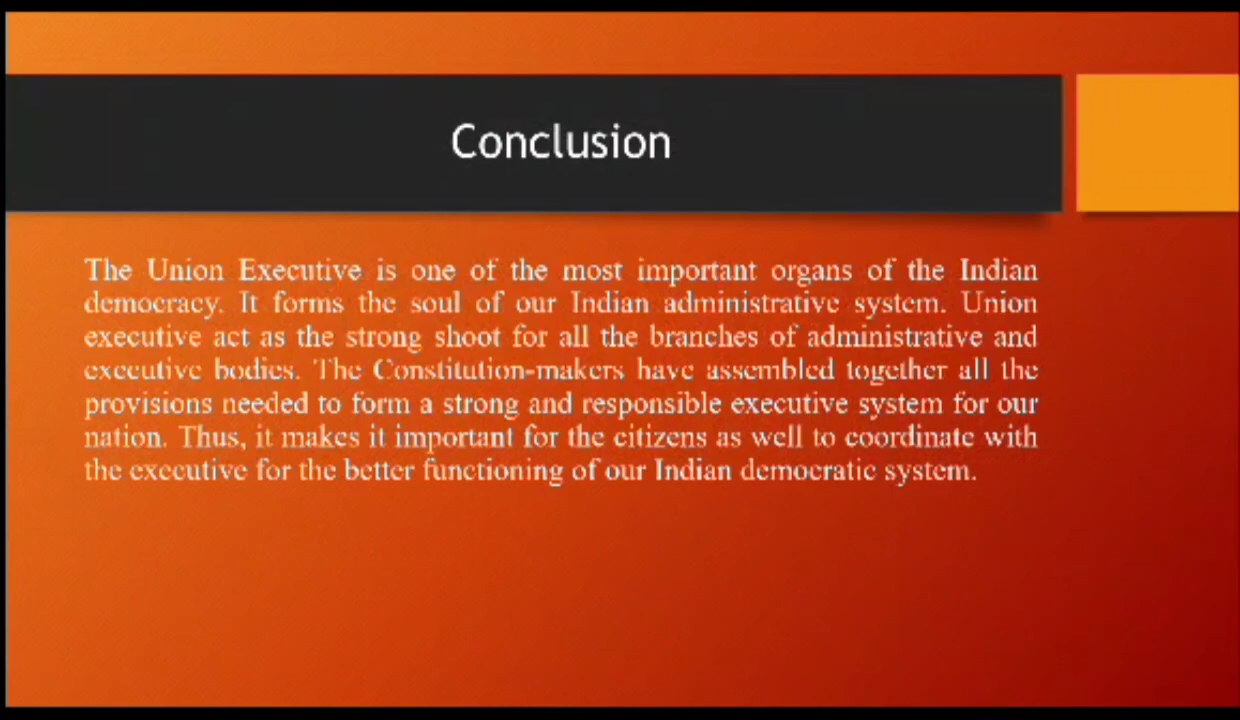 Conclusion
The Union Executive is one of the most important organs of the Indian
democracy. It forms the soul of our Indian administrative system. Union
executive act as the strong shoot for all the branches of administrative and
executive bodies. The Constitution-makers have assembled together all the
provisions needed to form a strong and responsible executive system for our
nation. Thus, it makes it important for the citizens as well to coordinate with
the executive for the better functioning of our Indian democratic system.